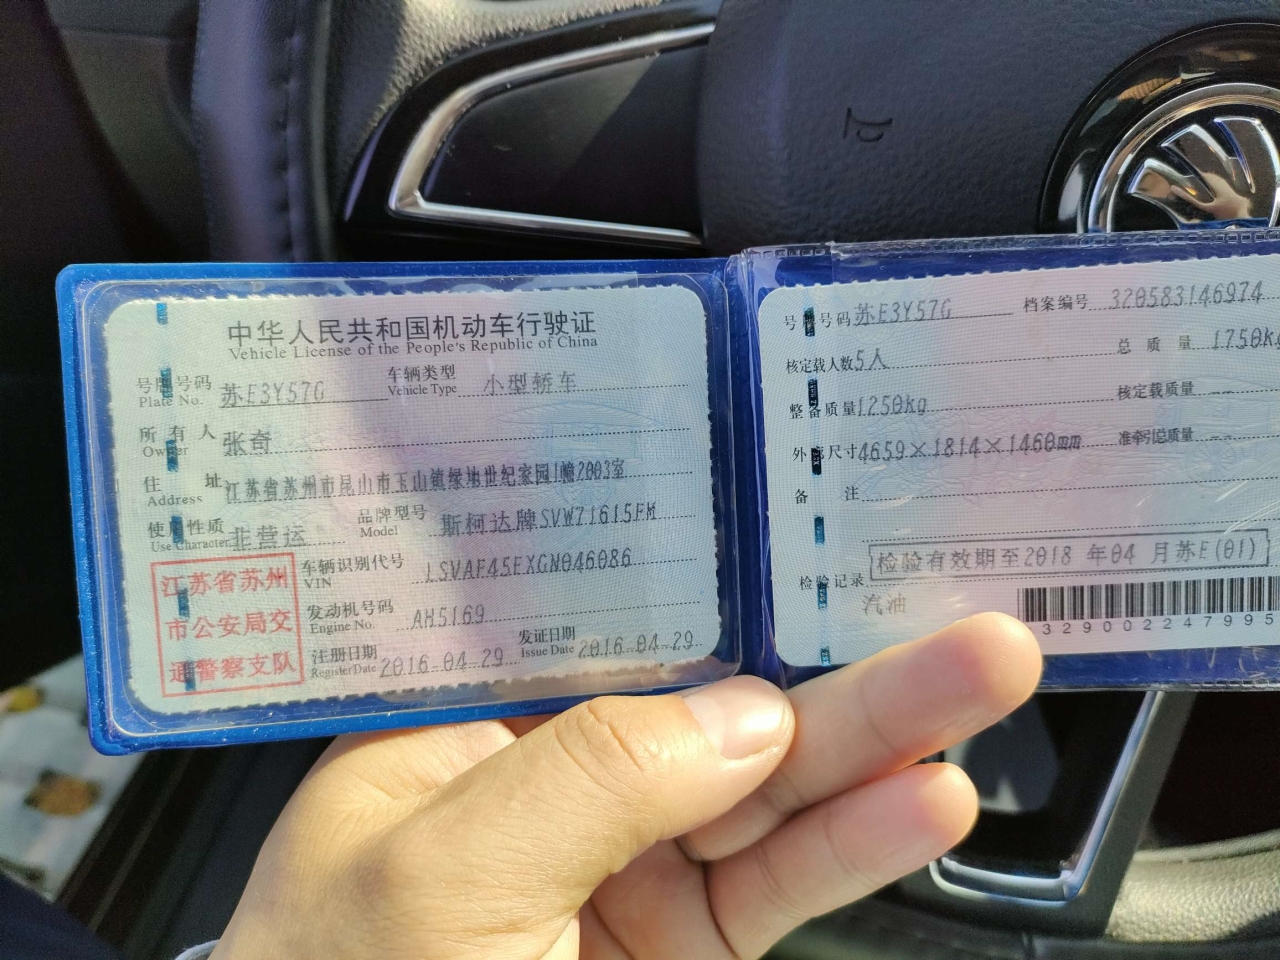 中华人民共和国机动车行驶证
Vehicle License of the People's Republic of China
号牌号码 Plate No. 苏E3Y57G 车辆类型 Vehicle Type 小型轿车
所有人 Owner 张奇
住址 Address 江苏省苏州市昆山市玉山镇绿地世纪家园1幢2003室
使用性质 Use Character 非营运 品牌型号 Model 斯柯达牌SVW71615FM
车辆识别代号 VIN LSVAF45EXGN046086
发动机号码 Engine No. AH5169
注册日期 Register Date 2016-04-29 发证日期 Issue Date 2016-04-29
江苏省苏州
市公安局交
通警察支队
号牌号码 苏E3Y57G 档案编号 320583146974
核定载人数 5人 总质量 1750kg
整备质量 1250kg 核定载质量 --
外廓尺寸 4659×1814×1460mm 准牵引总质量 --
备注
检验记录 检验有效期至2018年04月苏E(01)
汽油
329002247995